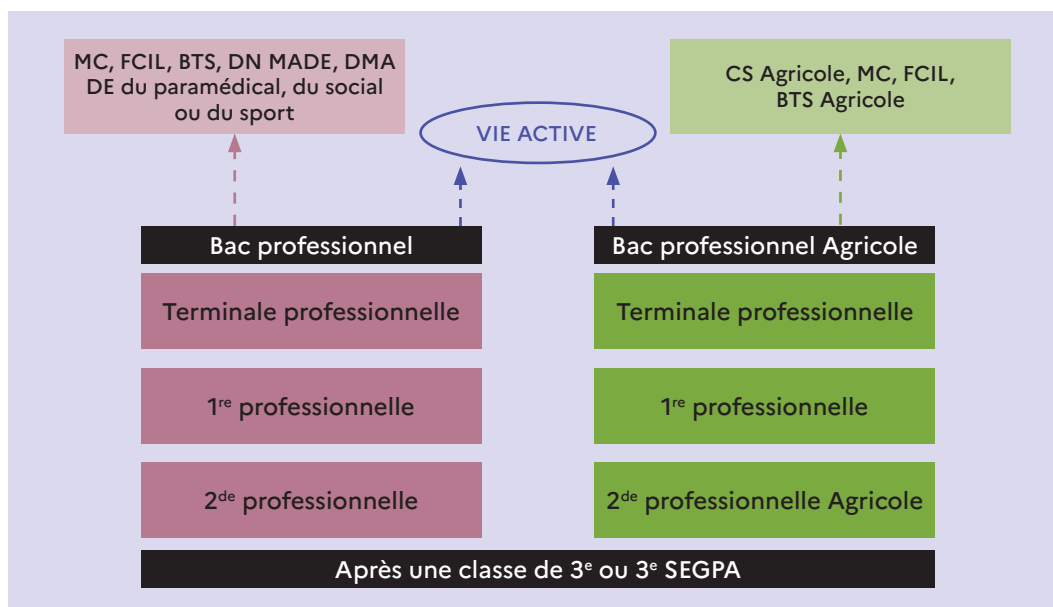 MC, FCIL, BTS, DN MADE, DMA
DE du paramédical, du social
ou du sport
CS Agricole, MC, FCIL,
BTS Agricole
VIE ACTIVE
Bac professionnel
Bac professionnel Agricole
Terminale professionnelle
Terminale professionnelle
1re professionnelle
1re professionnelle
2de professionnelle
2de professionnelle Agricole
Après une classe de 3e ou 3e SEGPA